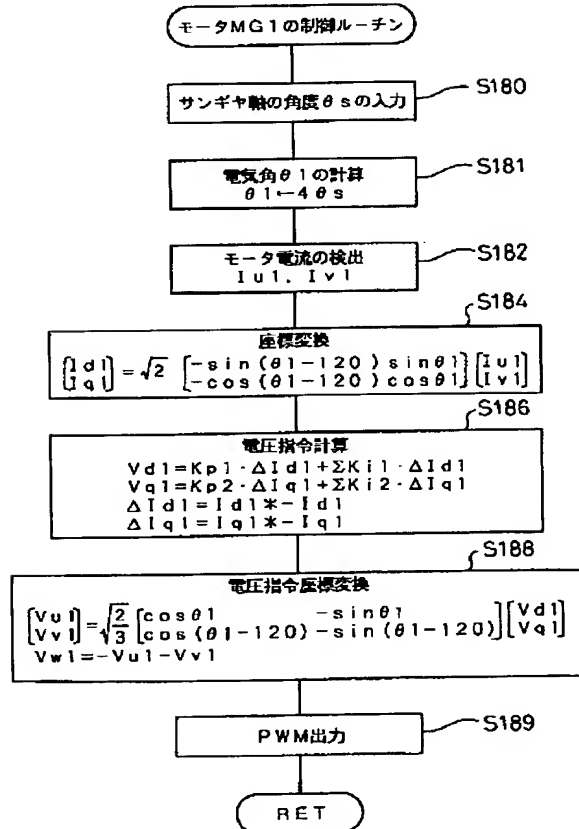 モータMG1の制御ルーチン
サンギヤ軸の角度θsの入力
S180
電気角θ1の計算
θ1←4θs
S181
モータ電流の検出
Iu1, Iv1
S182
S184
座標変換
[Id1] = √2 [-sin(θ1-120) sinθ1] [Iu1]
[Iq1] [-cos(θ1-120) cosθ1] [Iv1]
S186
電圧指令計算
Vd1=Kp1・ΔId1+ΣKi1・ΔId1
Vq1=Kp2・ΔIq1+ΣKi2・ΔIq1
ΔId1=Id1*-Id1
ΔIq1=Iq1*-Iq1
S188
電圧指令座標変換
[Vu1] = √2/3 [cosθ1 -sinθ1] [Vd1]
[Vv1] [cos(θ1-120) -sin(θ1-120)] [Vq1]
Vw1=-Vu1-Vv1
PWM出力
S189
RET